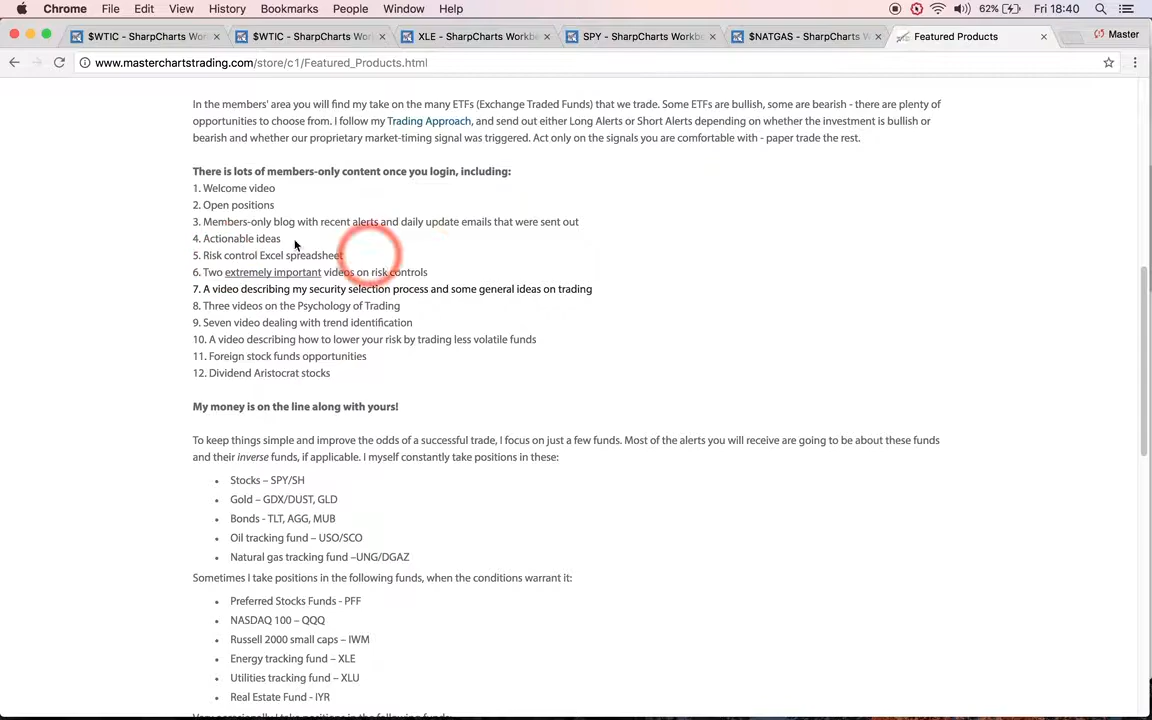 Chrome File Edit View History Bookmarks People Window Help 62% Fri 18:40
$WTIC - SharpCharts Wor $WTIC - SharpCharts Wor XLE - SharpCharts Workbe SPY - SharpCharts Workb $NATGAS - SharpCharts W Featured Products Master
www.masterchartstrading.com/store/c1/Featured_Products.html
In the members' area you will find my take on the many ETFs (Exchange Traded Funds) that we trade. Some ETFs are bullish, some are bearish - there are plenty of
opportunities to choose from. I follow my Trading Approach, and send out either Long Alerts or Short Alerts depending on whether the investment is bullish or
bearish and whether our proprietary market-timing signal was triggered. Act only on the signals you are comfortable with - paper trade the rest.
There is lots of members-only content once you login, including:
1. Welcome video
2. Open positions
3. Members-only blog with recent alerts and daily update emails that were sent out
4. Actionable ideas
5. Risk control Excel spreadsheet
6. Two extremely important videos on risk controls
7. A video describing my security selection process and some general ideas on trading
8. Three videos on the Psychology of Trading
9. Seven video dealing with trend identification
10. A video describing how to lower your risk by trading less volatile funds
11. Foreign stock funds opportunities
12. Dividend Aristocrat stocks
My money is on the line along with yours!
To keep things simple and improve the odds of a successful trade, I focus on just a few funds. Most of the alerts you will receive are going to be about these funds
and their inverse funds, if applicable. I myself constantly take positions in these:
• Stocks – SPY/SH
• Gold – GDX/DUST, GLD
• Bonds - TLT, AGG, MUB
• Oil tracking fund – USO/SCO
• Natural gas tracking fund –UNG/DGAZ
Sometimes I take positions in the following funds, when the conditions warrant it:
• Preferred Stocks Funds - PFF
• NASDAQ 100 – QQQ
• Russell 2000 small caps – IWM
• Energy tracking fund – XLE
• Utilities tracking fund – XLU
• Real Estate Fund - IYR
Very occasionally I take positions in the following funds: